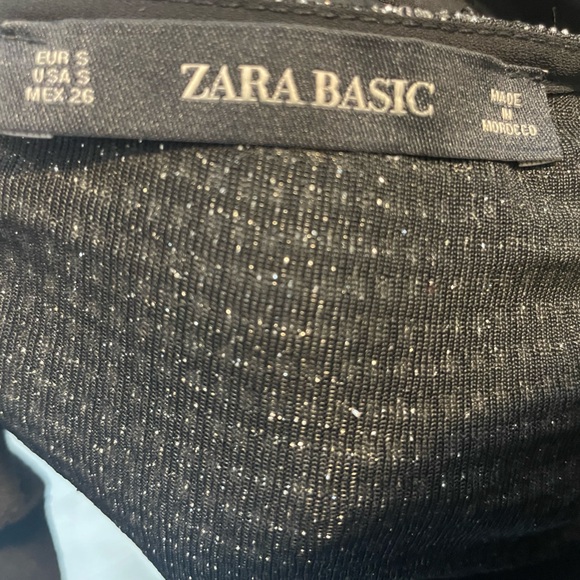 EUR S
USA S
MEX 26
ZARA BASIC
MADE
IN
MOROCCO